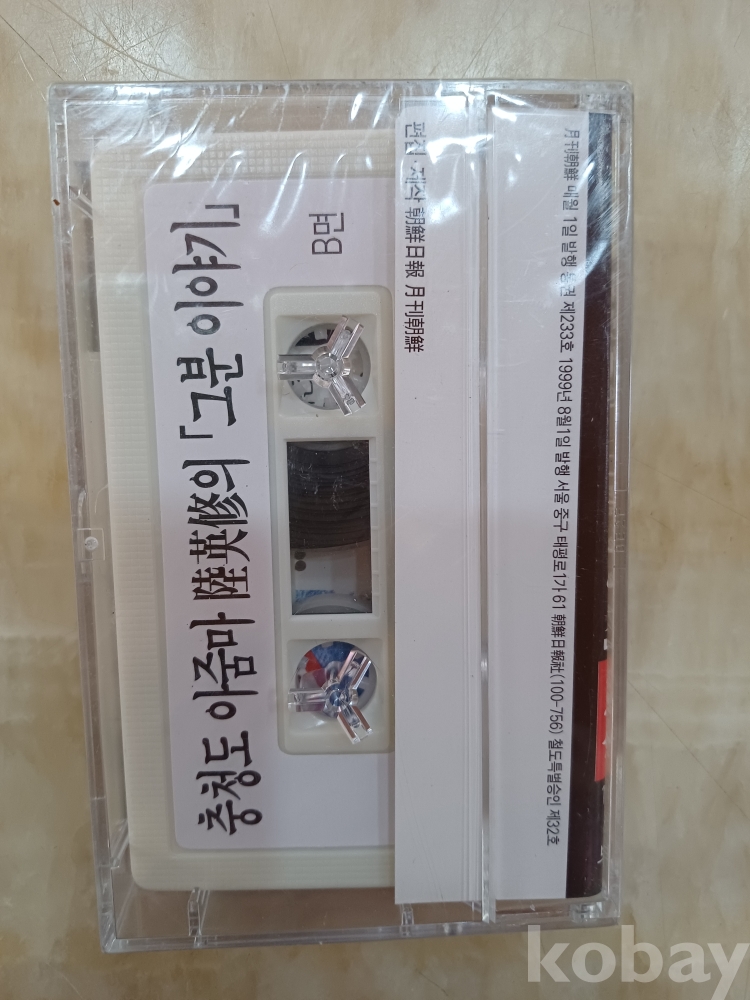 충청도 아줌마 陸英修의 「그분 이야기」
B면
편집·제작 朝鮮日報 月刊朝鮮
月刊朝鮮 매월 1일 발행 통권 제233호 1999년 8월1일 발행 서울 중구 태평로1가 61 朝鮮日報社(100-756) 철도특별승인 제32호
kobay